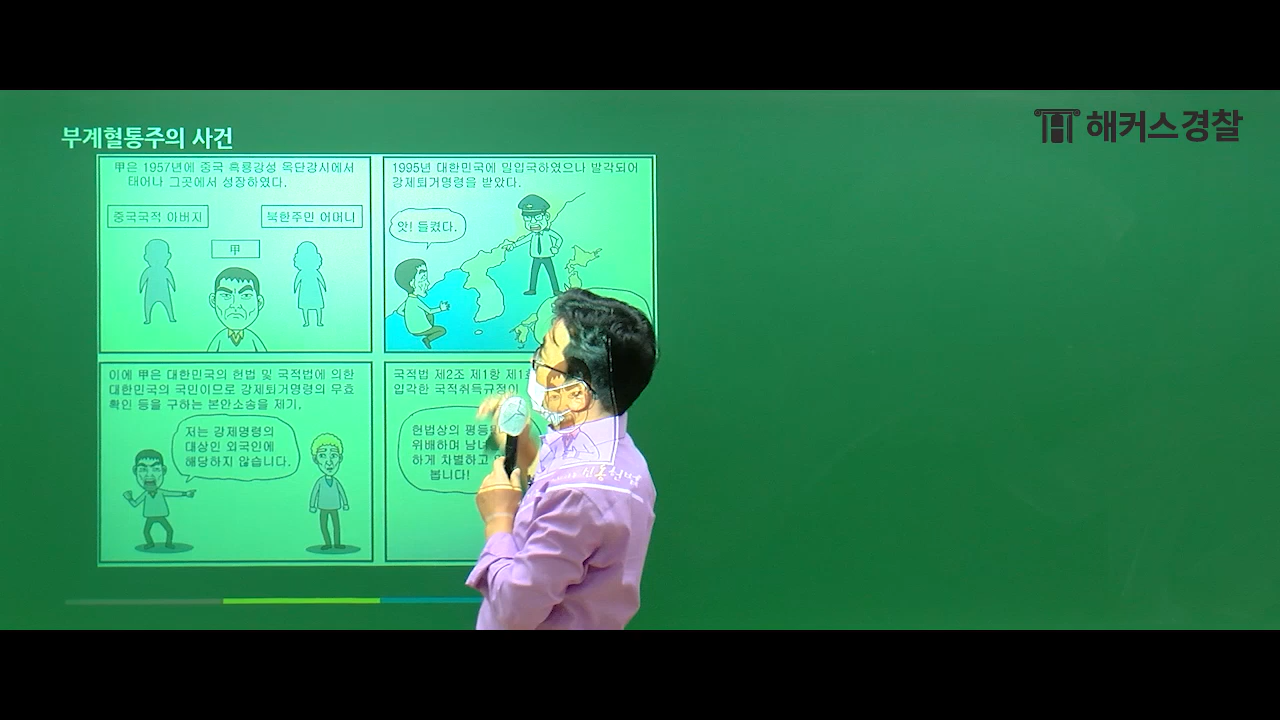 해커스경찰
부계혈통주의 사건
甲은 1957년에 중국 흑룡강성 옥단강시에서
태어나 그곳에서 성장하였다.
중국국적 아버지
북한주민 어머니
甲
1995년 대한민국에 밀입국하였으나 발각되어
강제퇴거명령을 받았다.
앗! 들켰다.
이에 甲은 대한민국의 헌법 및 국적법에 의한
대한민국의 국민이므로 강제퇴거명령의 무효
확인 등을 구하는 본안소송을 제기.
저는 강제명령의
대상인 외국인에
해당하지 않습니다.
국적법 제2조 제1항
입각한 국적취득규정이
헌법상의
위배하며
하게 차별하고
봅니다!